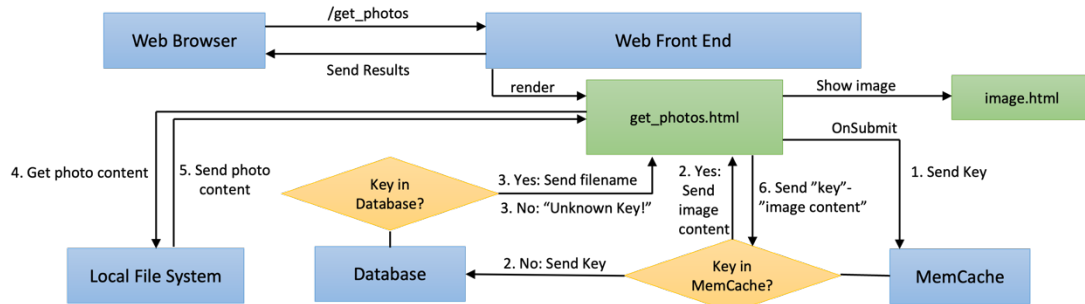 /get_photos
Web Browser
Web Front End
Send Results
render
Show image
get_photos.html
image.html
OnSubmit
4. Get photo content
5. Send photo
content
Key in
Database?
3. Yes: Send filename
3. No: “Unknown Key!”
2. Yes:
Send
image
content
6. Send ”key”-
”image content”
1. Send Key
Local File System
Database
2. No: Send Key
Key in
MemCache?
MemCache